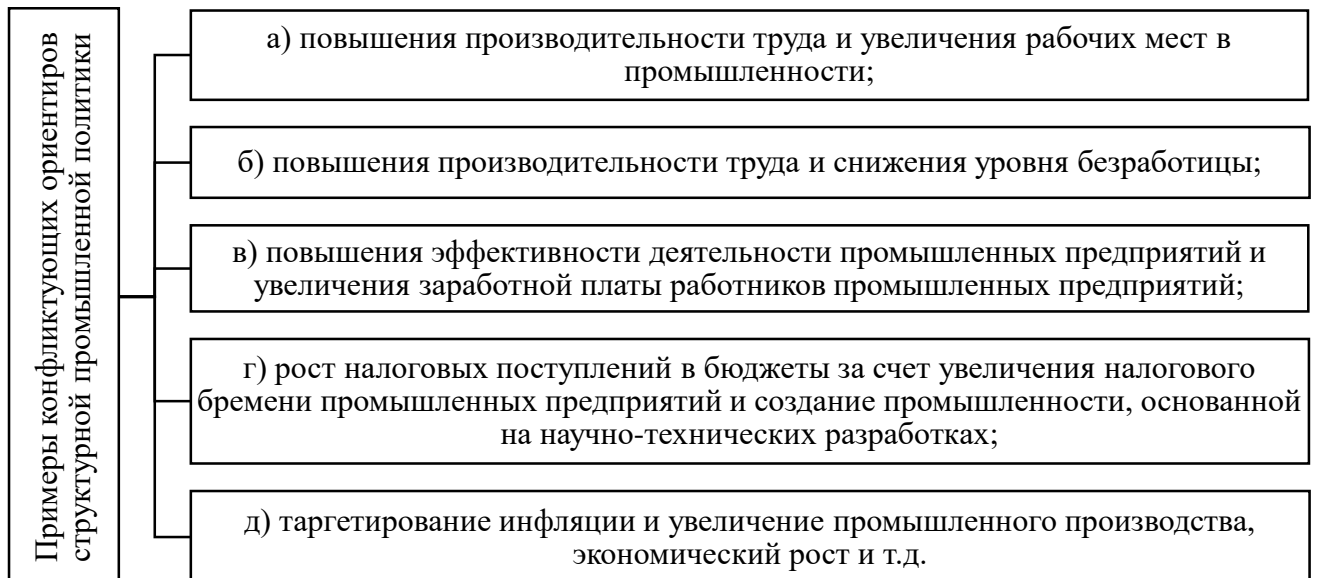 Примеры конфликтующих ориентиров
структурной промышленной политики
а) повышения производительности труда и увеличения рабочих мест в
промышленности;
б) повышения производительности труда и снижения уровня безработицы;
в) повышения эффективности деятельности промышленных предприятий и
увеличения заработной платы работников промышленных предприятий;
г) рост налоговых поступлений в бюджеты за счет увеличения налогового
бремени промышленных предприятий и создание промышленности, основанной
на научно-технических разработках;
д) таргетирование инфляции и увеличение промышленного производства,
экономический рост и т.д.